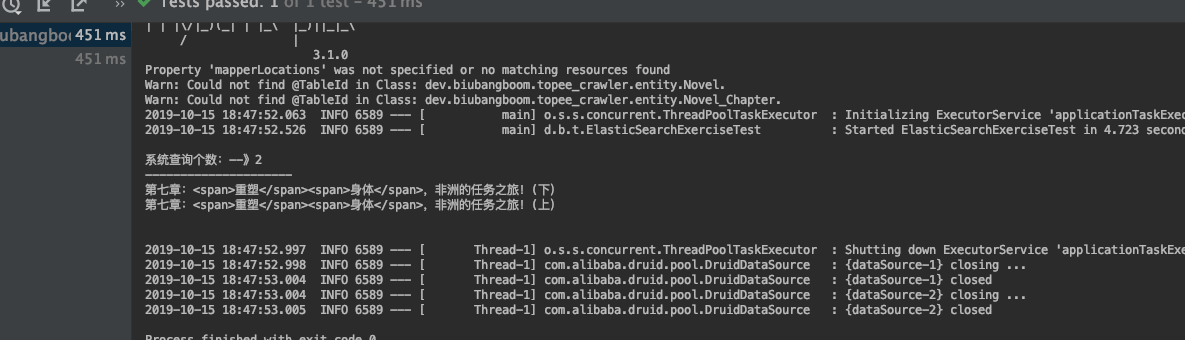 Tests passed: 1 of 1 test – 451 ms
ubangboo 451 ms
451 ms
3.1.0
Property 'mapperLocations' was not specified or no matching resources found
Warn: Could not find @TableId in Class: dev.biubangboom.topee_crawler.entity.Novel.
Warn: Could not find @TableId in Class: dev.biubangboom.topee_crawler.entity.Novel_Chapter.
2019-10-15 18:47:52.063 INFO 6589 --- [ main] o.s.s.concurrent.ThreadPoolTaskExecutor : Initializing ExecutorService 'applicationTaskExec
2019-10-15 18:47:52.526 INFO 6589 --- [ main] d.b.t.ElasticSearchExerciseTest : Started ElasticSearchExerciseTest in 4.723 second
系统查询个数：——》2
---------------------
第七章：<span>重塑</span><span>身体</span>，非洲的任务之旅！（下）
第七章：<span>重塑</span><span>身体</span>，非洲的任务之旅！（上）
2019-10-15 18:47:52.997 INFO 6589 --- [ Thread-1] o.s.s.concurrent.ThreadPoolTaskExecutor : Shutting down ExecutorService 'applicationTaskExe
2019-10-15 18:47:52.998 INFO 6589 --- [ Thread-1] com.alibaba.druid.pool.DruidDataSource : {dataSource-1} closing ...
2019-10-15 18:47:53.004 INFO 6589 --- [ Thread-1] com.alibaba.druid.pool.DruidDataSource : {dataSource-1} closed
2019-10-15 18:47:53.004 INFO 6589 --- [ Thread-1] com.alibaba.druid.pool.DruidDataSource : {dataSource-2} closing ...
2019-10-15 18:47:53.005 INFO 6589 --- [ Thread-1] com.alibaba.druid.pool.DruidDataSource : {dataSource-2} closed
Process finished with exit code 0